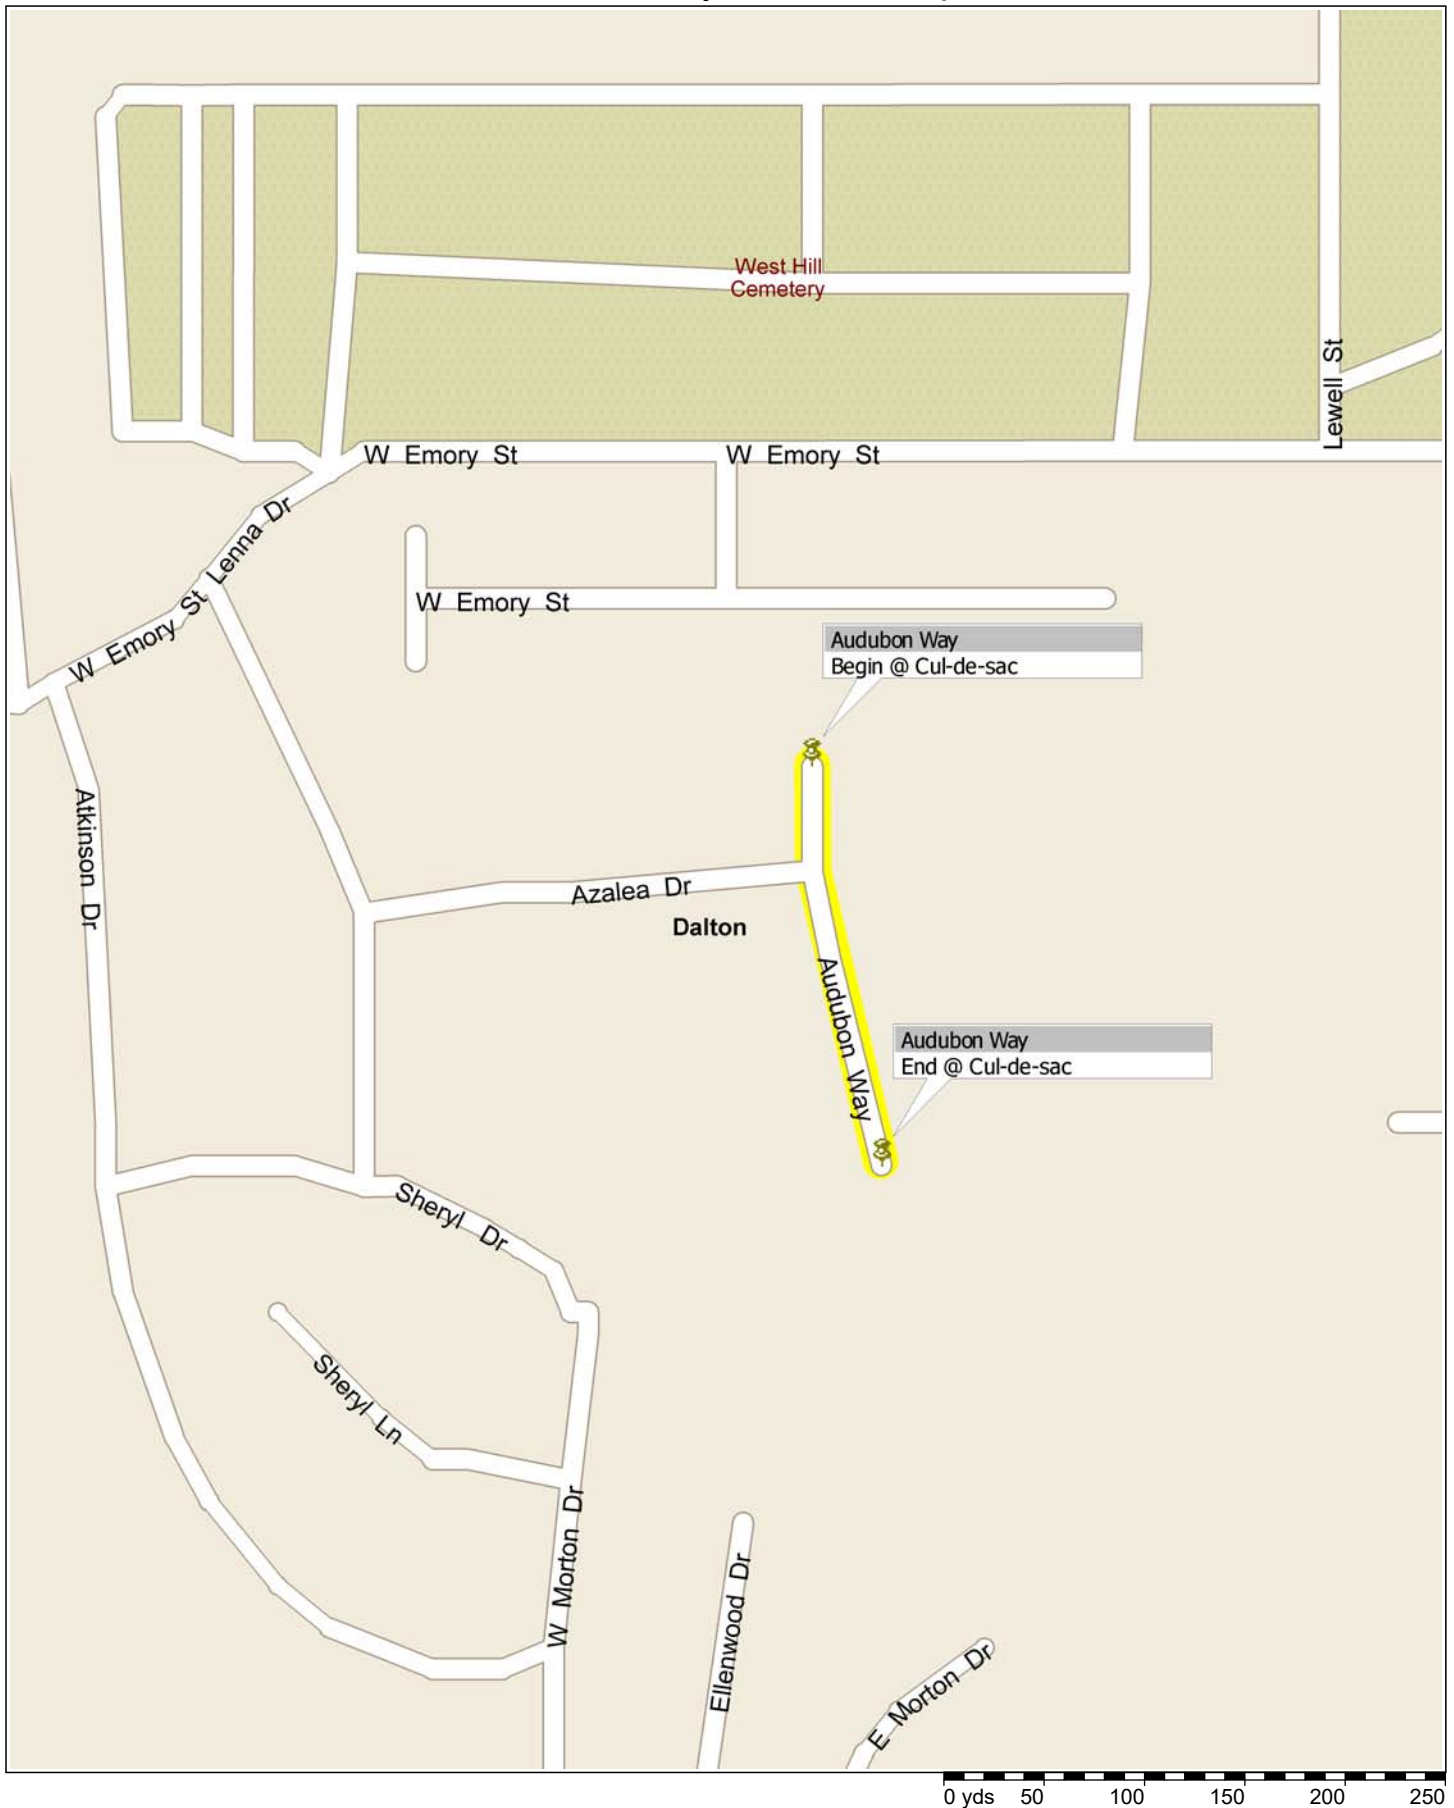 West Hill
Cemetery
Lewell St
W Emory St
W Emory St
Lenna Dr
W Emory St
W Emory St
Audubon Way
Begin @ Cul-de-sac
Atkinson Dr
Azalea Dr
Dalton
Audubon Way
Audubon Way
End @ Cul-de-sac
Sheryl Dr
Sheryl Ln
W Morton Dr
Ellenwood Dr
E Morton Dr
0 yds 50 100 150 200 250